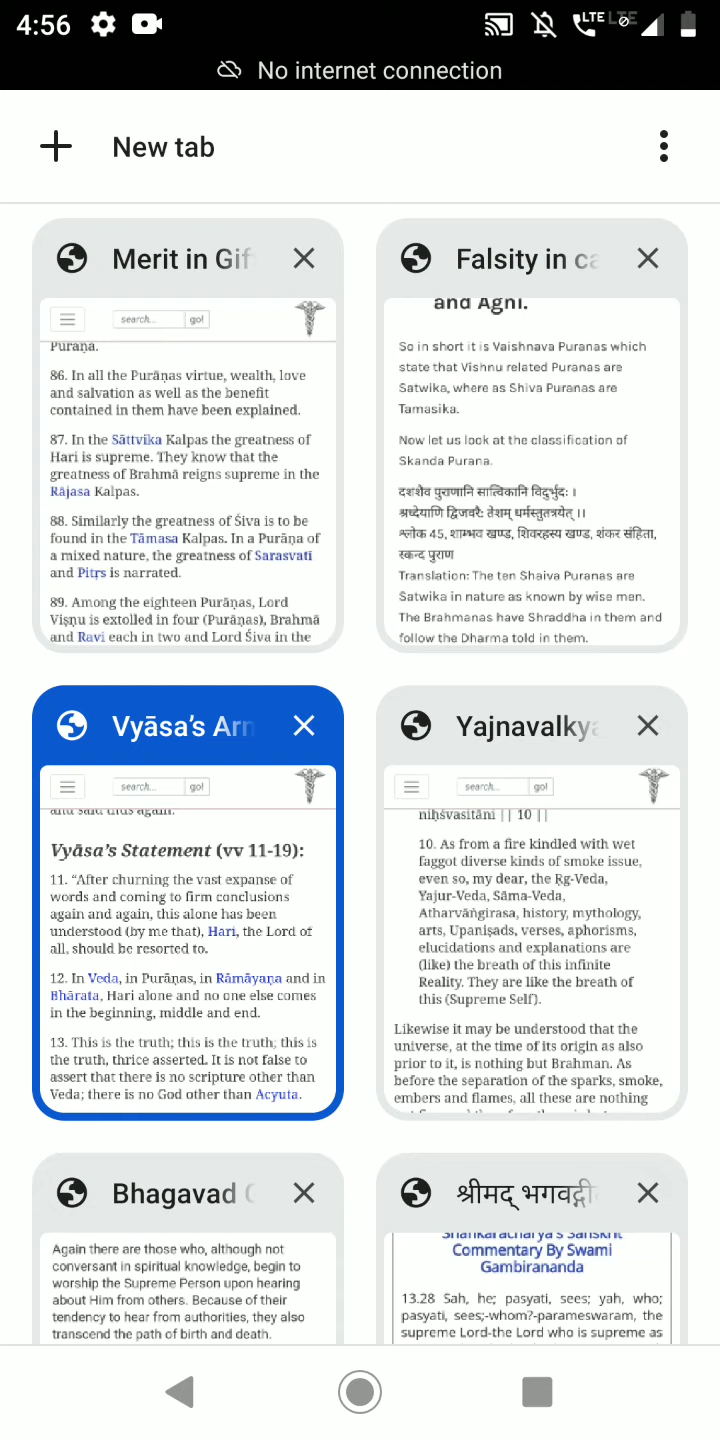 4:56
LTE LTE
No internet connection
New tab
Merit in Gif
search... go!
Purāṇa.
86. In all the Purāṇas virtue, wealth, love
and salvation as well as the benefit
contained in them have been explained.
87. In the Sāttvika Kalpas the greatness of
Hari is supreme. They know that the
greatness of Brahmā reigns supreme in the
Rājasa Kalpas.
88. Similarly the greatness of Śiva is to be
found in the Tāmasa Kalpas. In a Purāṇa of
a mixed nature, the greatness of Sarasvatī
and Pitṛs is narrated.
89. Among the eighteen Purāṇas, Lord
Viṣṇu is extolled in four (Purāṇas), Brahmā
and Ravi each in two and Lord Śiva in the
Falsity in ca
and Agni.
So in short it is Vaishnava Puranas which
state that Vishnu related Puranas are
Satwika, where as Shiva Puranas are
Tamasika.
Now let us look at the classification of
Skanda Purana.
दशशैव पुराणानि सात्विकानि विदुर्भुदः ।
श्रध्देयाणि द्विजवरैः तेशम् धर्मस्तुतत्रयेत् ।।
श्लोक 45, शाम्भव खण्ड, शिवरहस्य खण्ड, शंकर संहिता,
स्कन्द पुराण
Translation: The ten Shaiva Puranas are
Satwika in nature as known by wise men.
The Brahmanas have Shraddha in them and
follow the Dharma told in them.
Vyāsa's Arm
search... go!
and said thus again.
Vyāsa's Statement (vv 11-19):
11. “After churning the vast expanse of
words and coming to firm conclusions
again and again, this alone has been
understood (by me that), Hari, the Lord of
all, should be resorted to.
12. In Veda, in Purāṇas, in Rāmāyaṇa and in
Bhārata, Hari alone and no one else comes
in the beginning, middle and end.
13. This is the truth; this is the truth; this is
the truth, thrice asserted. It is not false to
assert that there is no scripture other than
Veda; there is no God other than Acyuta.
Yajnavalkya
search... go!
niḥśvasitāni || 10 ||
10. As from a fire kindled with wet
faggot diverse kinds of smoke issue,
even so, my dear, the Ṛg-Veda,
Yajur-Veda, Sāma-Veda,
Atharvāṅgirasa, history, mythology,
arts, Upaniṣads, verses, aphorisms,
elucidations and explanations are
(like) the breath of this infinite
Reality. They are like the breath of
this (Supreme Self).
Likewise it may be understood that the
universe, at the time of its origin as also
prior to it, is nothing but Brahman. As
before the separation of the sparks, smoke,
embers and flames, all these are nothing
Bhagavad G
Again there are those who, although not
conversant in spiritual knowledge, begin to
worship the Supreme Person upon hearing
about Him from others. Because of their
tendency to hear from authorities, they also
transcend the path of birth and death.
श्रीमद् भगवद्गी
Shankaracharya's Sanskrit
Commentary By Swami
Gambirananda
13.28 Sah, he; pasyati, sees; yah, who;
pasyati, sees;-whom?-parameswaram, the
supreme Lord-the Lord who is supreme as